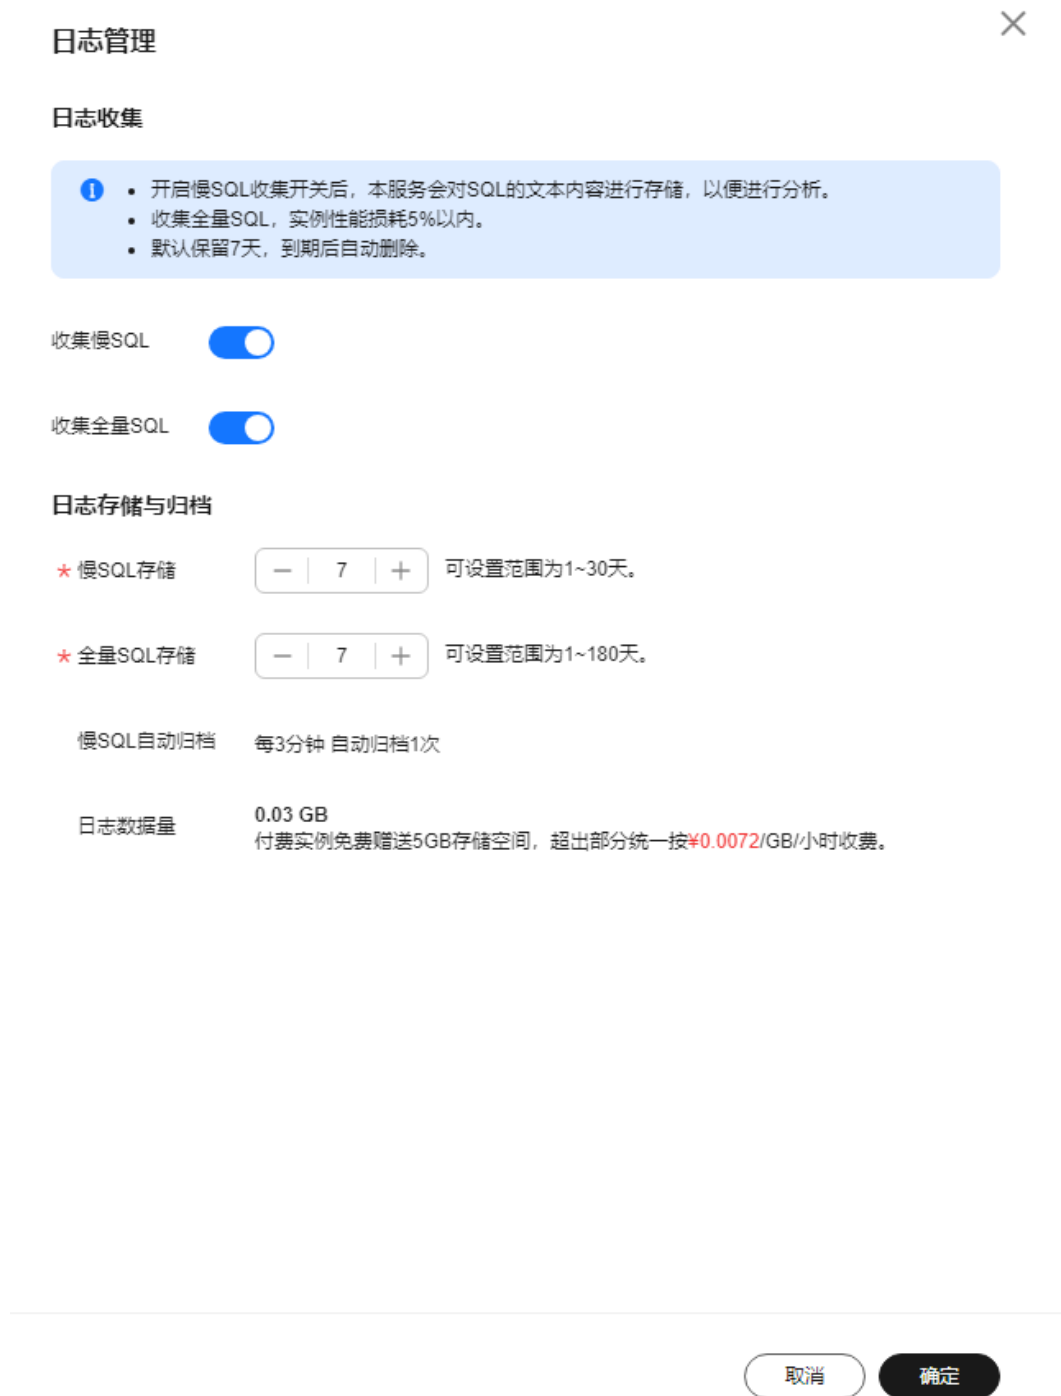 日志管理
日志收集
开启慢SQL收集开关后，本服务会对SQL的文本内容进行存储，以便进行分析。
收集全量SQL，实例性能损耗5%以内。
默认保留7天，到期后自动删除。
收集慢SQL
收集全量SQL
日志存储与归档
* 慢SQL存储 7 可设置范围为1~30天。
* 全量SQL存储 7 可设置范围为1~180天。
慢SQL自动归档 每3分钟 自动归档1次
日志数据量 0.03 GB
付费实例免费赠送5GB存储空间，超出部分统一按¥0.0072/GB/小时收费。
取消 确定